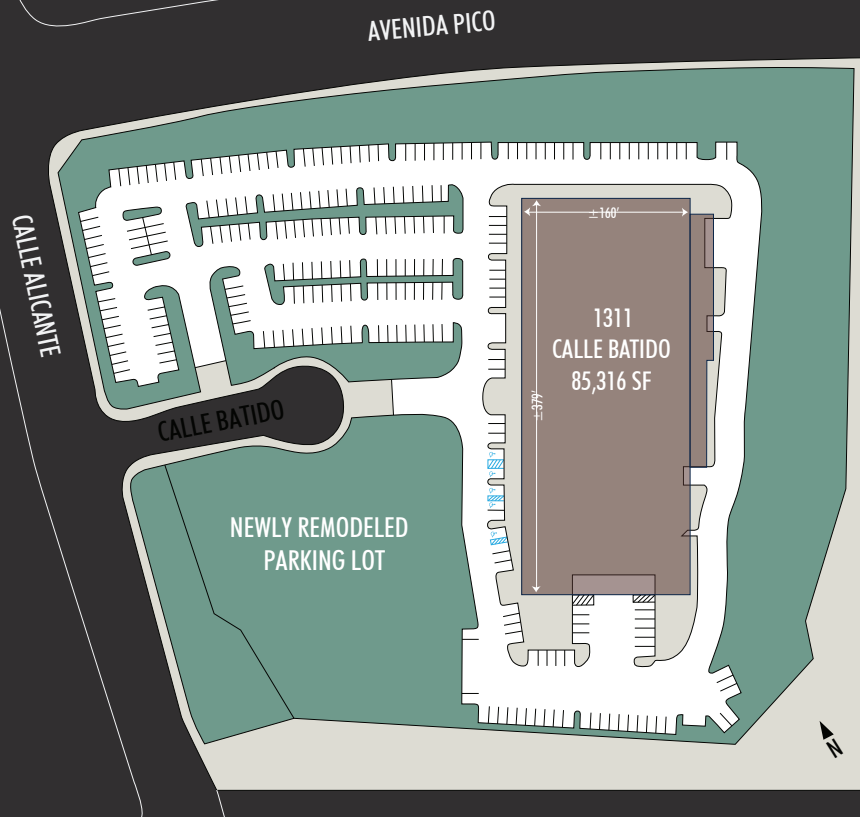 AVENIDA PICO
CALLE ALICANTE
±160'
1311
CALLE BATIDO
85,316 SF
±379'
CALLE BATIDO
NEWLY REMODELED
PARKING LOT
N